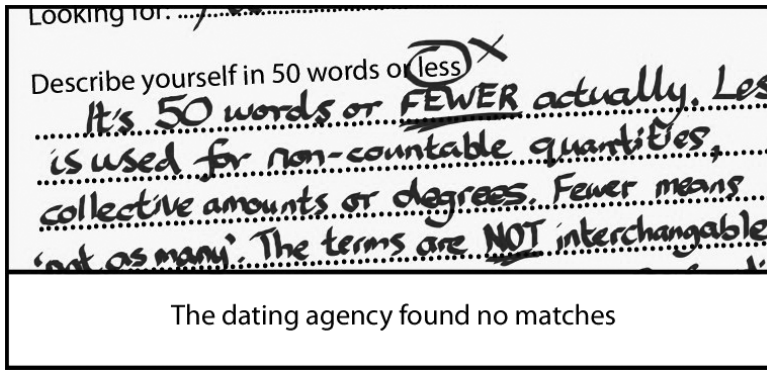 Looking for:
Describe yourself in 50 words or less
It's 50 words or FEWER actually. Les
is used for non-countable quantities,
collective amounts or degrees. Fewer means
'not as many'. The terms are NOT interchangable
The dating agency found no matches